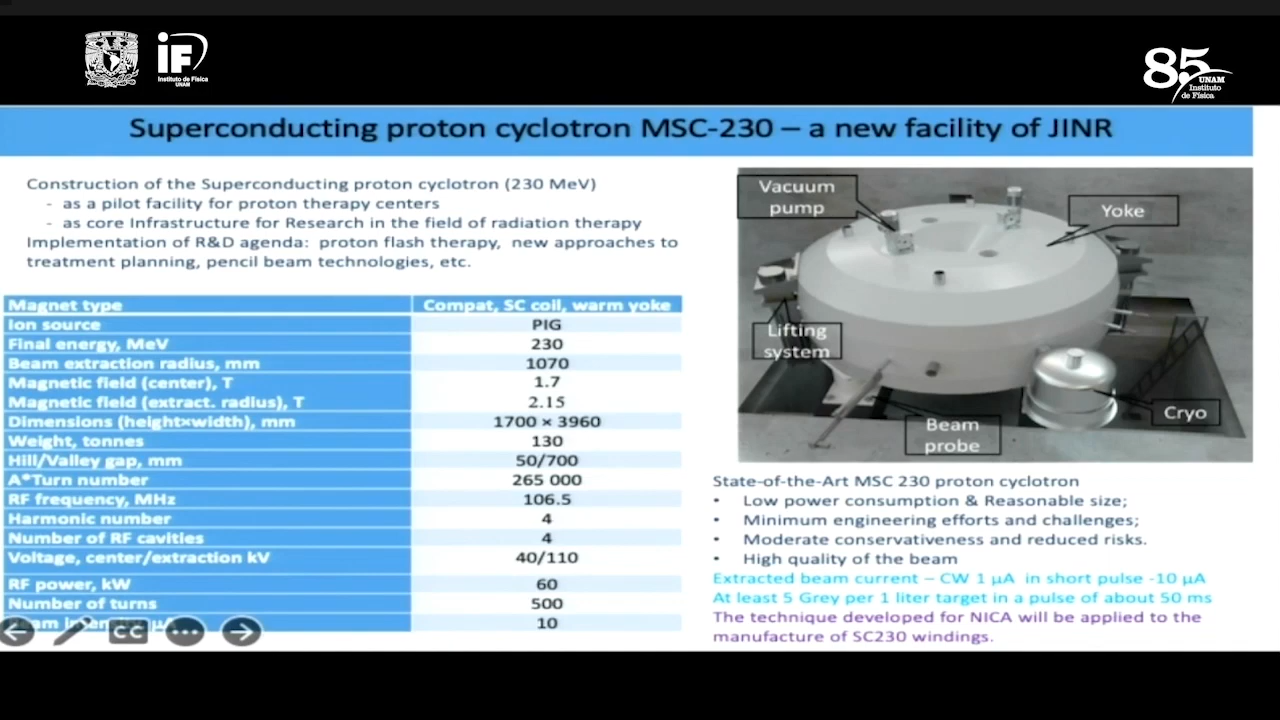 iF
Instituto de Física
UNAM
85
UNAM
Instituto
de Física
Superconducting proton cyclotron MSC-230 – a new facility of JINR
Construction of the Superconducting proton cyclotron (230 MeV)
- as a pilot facility for proton therapy centers
- as core Infrastructure for Research in the field of radiation therapy
Implementation of R&D agenda: proton flash therapy, new approaches to
treatment planning, pencil beam technologies, etc.
Magnet type Compat, SC coil, warm yoke
Ion source PIG
Final energy, MeV 230
Beam extraction radius, mm 1070
Magnetic field (center), T 1.7
Magnetic field (extract. radius), T 2.15
Dimensions (height×width), mm 1700 × 3960
Weight, tonnes 130
Hill/Valley gap, mm 50/700
A*Turn number 265 000
RF frequency, MHz 106.5
Harmonic number 4
Number of RF cavities 4
Voltage, center/extraction kV 40/110
RF power, kW 60
Number of turns 500
10
CC
Vacuum
pump
Yoke
Lifting
system
Beam
probe
Cryo
State-of-the-Art MSC 230 proton cyclotron
• Low power consumption & Reasonable size;
• Minimum engineering efforts and challenges;
• Moderate conservativeness and reduced risks.
• High quality of the beam
Extracted beam current – CW 1 μA in short pulse -10 μA
At least 5 Grey per 1 liter target in a pulse of about 50 ms
The technique developed for NICA will be applied to the
manufacture of SC230 windings.